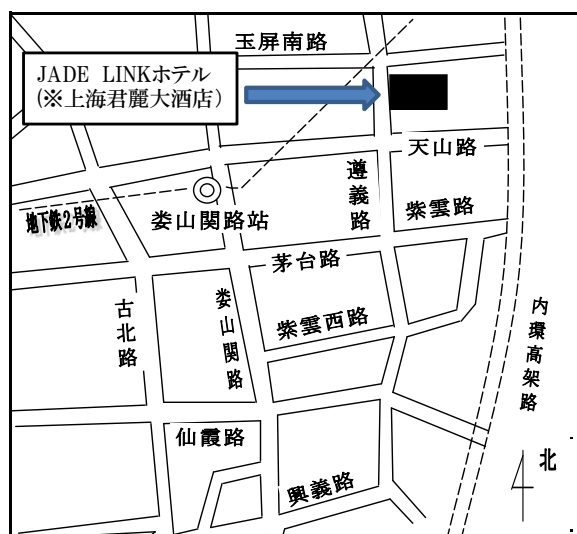 玉屏南路
JADE LINKホテル
(※上海君麗大酒店)
天山路
遵義路
地下鉄2号線
娄山関路站
紫雲路
茅台路
古北路
娄山関路
紫雲西路
内環高架路
仙霞路
興義路
北